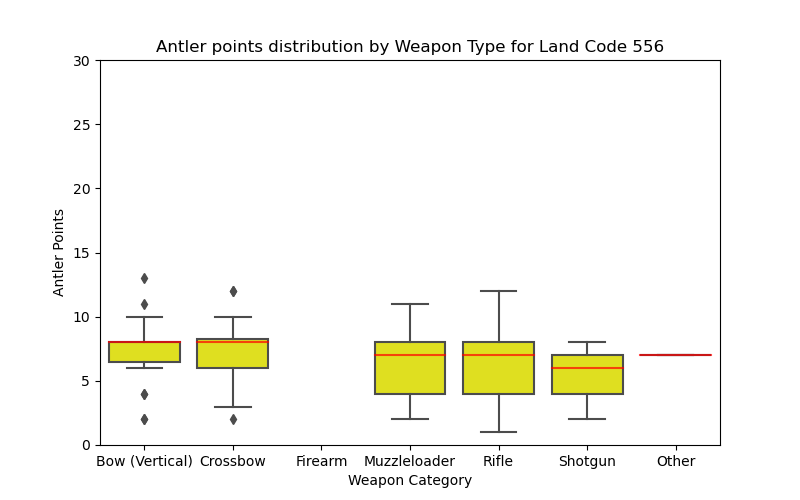 Antler points distribution by Weapon Type for Land Code 556
30
25
20
15
10
5
0
Antler Points
Bow (Vertical) Crossbow Firearm Muzzleloader Rifle Shotgun Other
Weapon Category